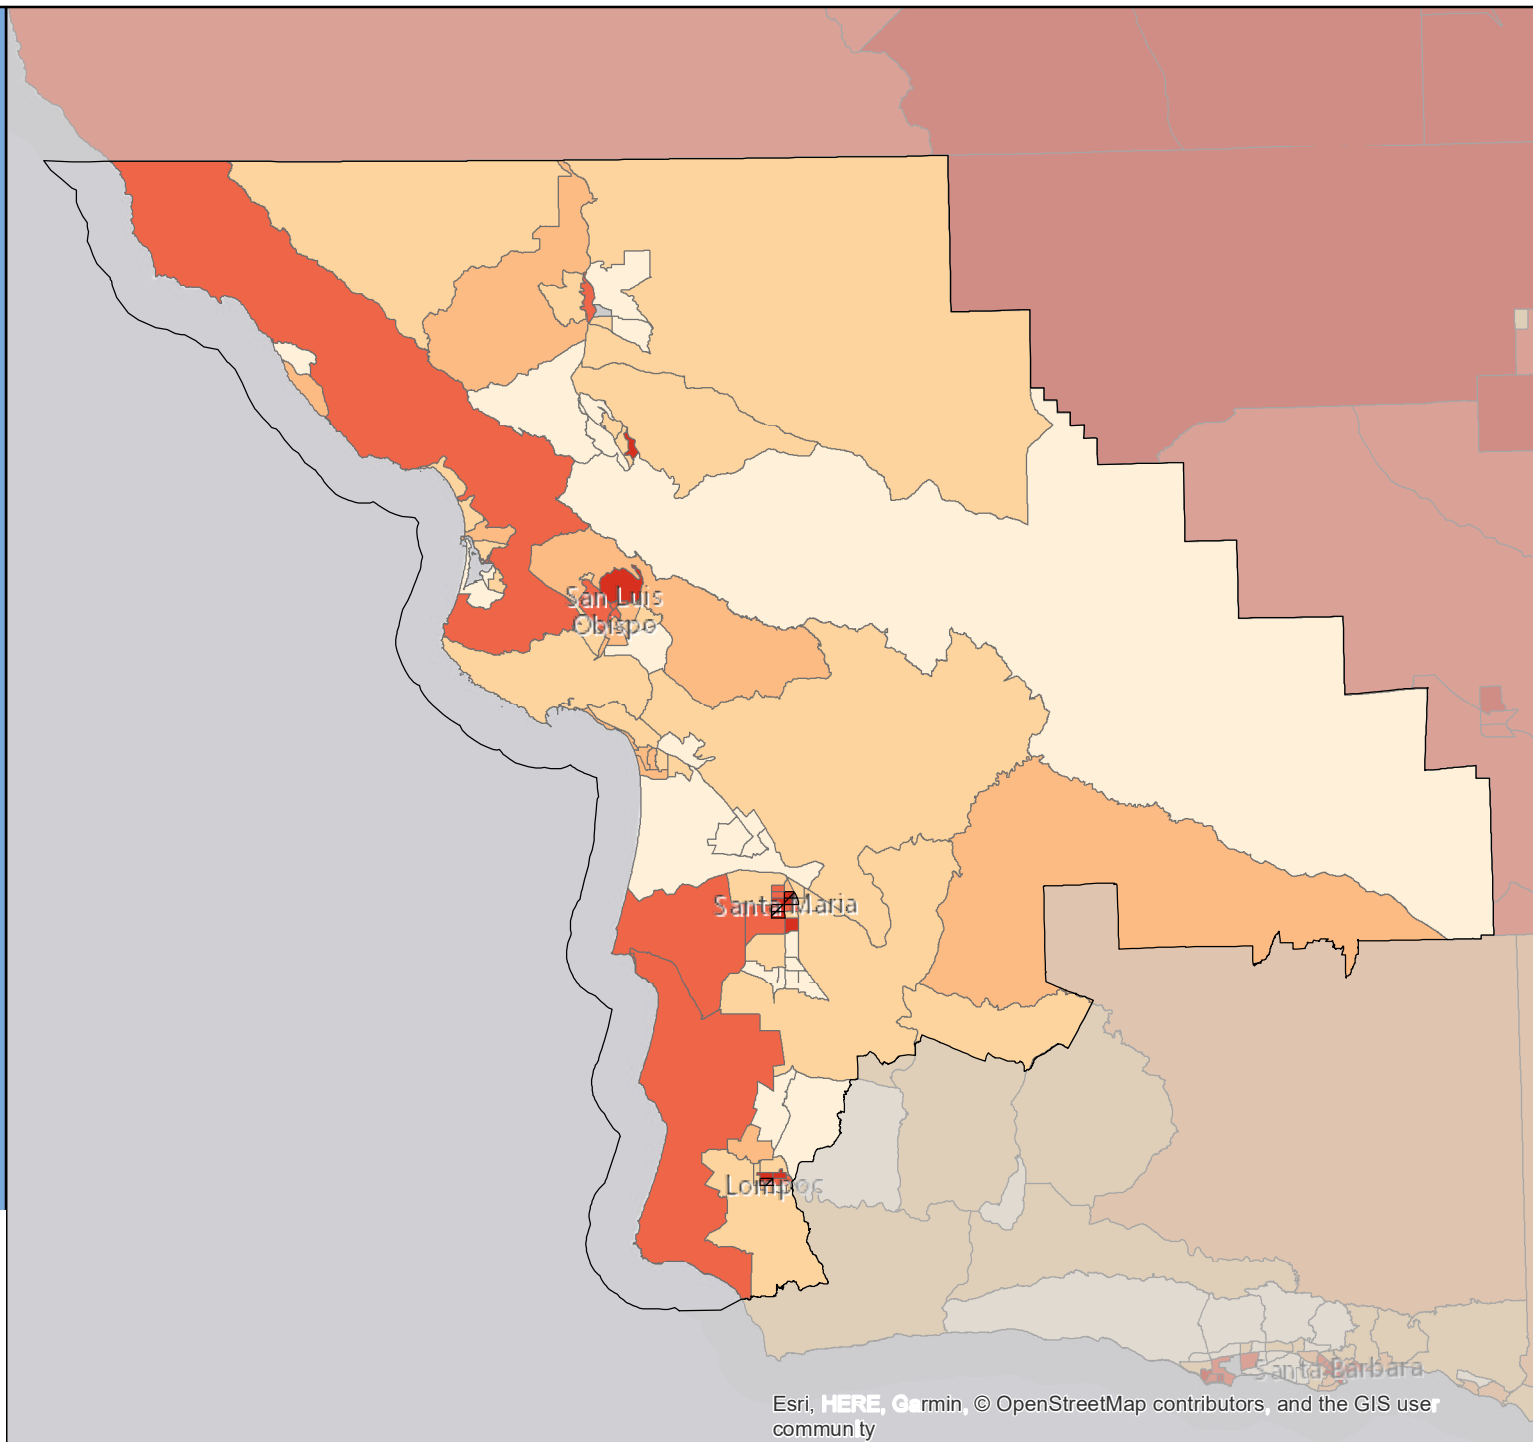 San Luis
Obispo
Santa Maria
Lompoc
Santa Barbara
Esri, HERE, Garmin, © OpenStreetMap contributors, and the GIS user
community